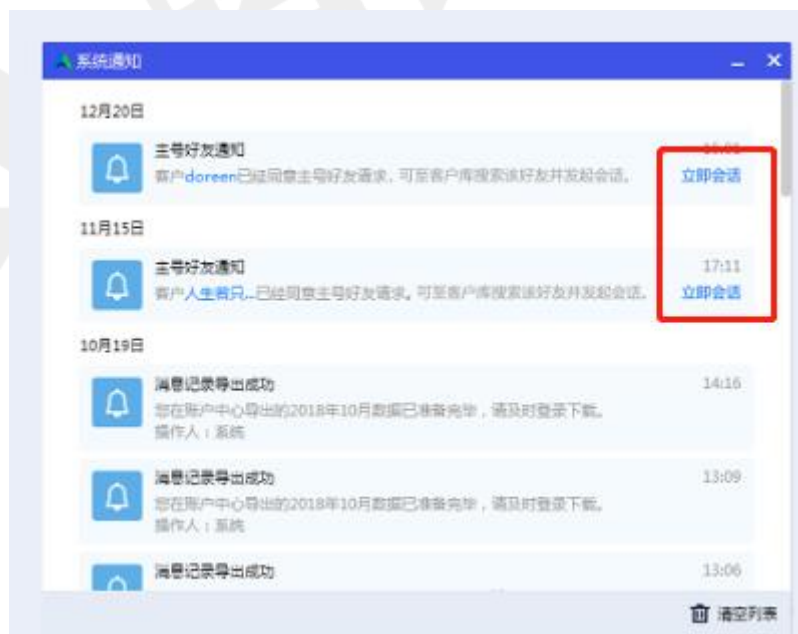 系统通知
12月20日
主号好友通知
客户doreen已经同意主号好友请求，可至客户库搜索该好友并发起会话。
立即会话
11月15日
主号好友通知
17:11
客户人生若只...已经同意主号好友请求，可至客户库搜索该好友并发起会话。
立即会话
10月19日
消息记录导出成功
14:16
您在账户中心导出的2018年10月数据已准备完毕，请及时登录下载。
操作人：系统
消息记录导出成功
13:09
您在账户中心导出的2018年10月数据已准备完毕，请及时登录下载。
操作人：系统
消息记录导出成功
13:06
清空列表